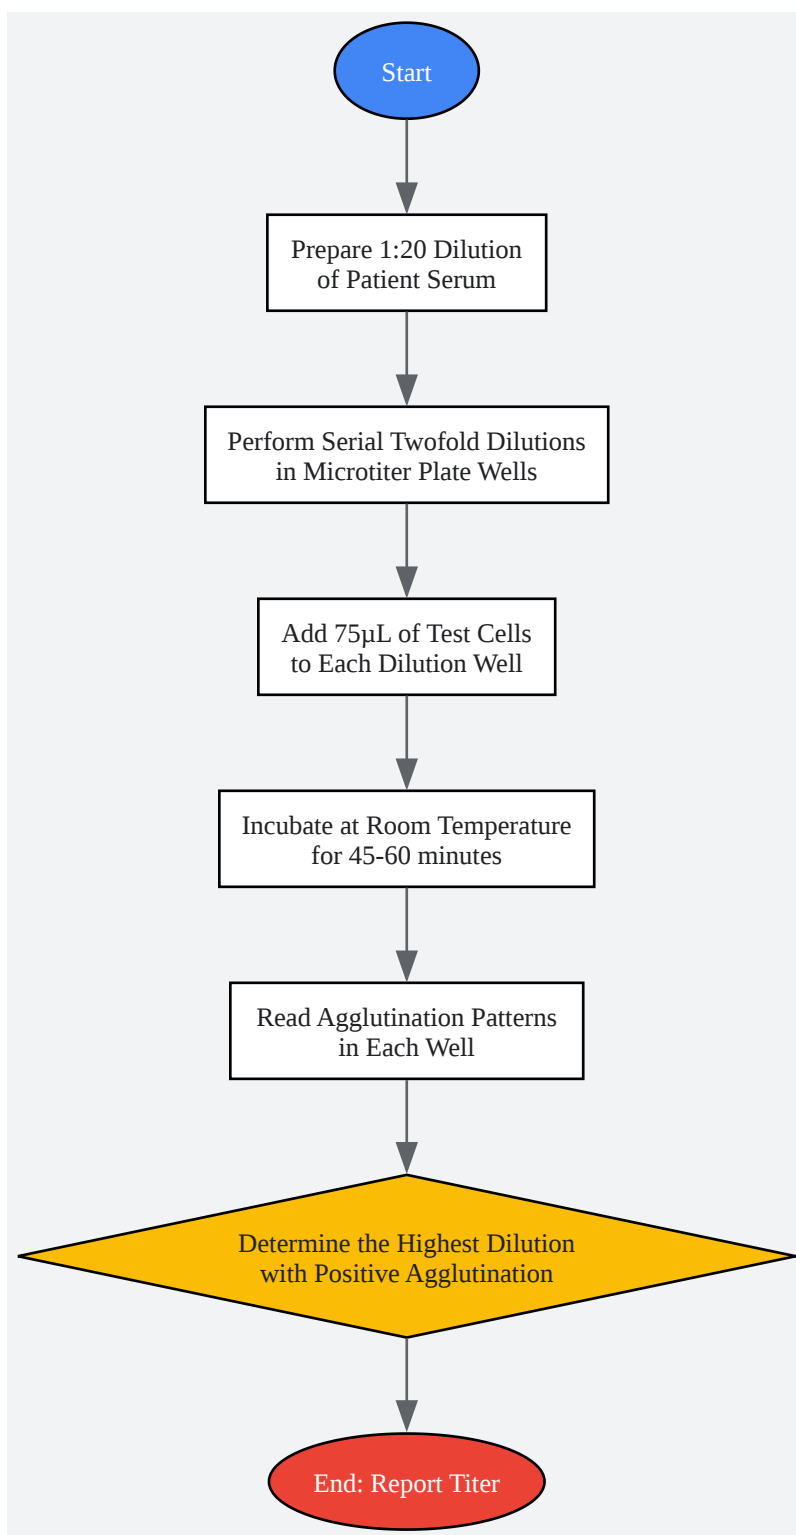 Start
Prepare 1:20 Dilution
of Patient Serum
Perform Serial Twofold Dilutions
in Microtiter Plate Wells
Add 75µL of Test Cells
to Each Dilution Well
Incubate at Room Temperature
for 45-60 minutes
Read Agglutination Patterns
in Each Well
Determine the Highest Dilution
with Positive Agglutination
End: Report Titer